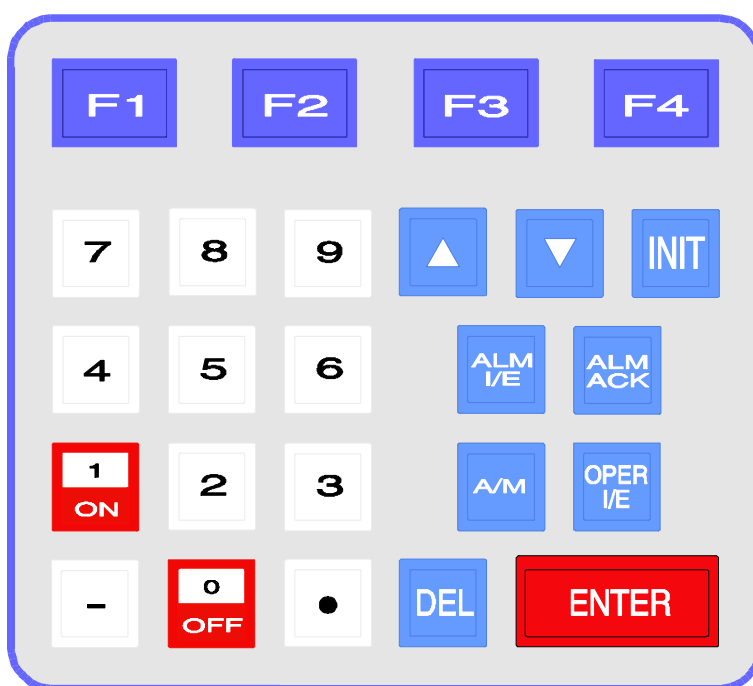 F1 F2 F3 F4
7 8 9 ▲ ▼ INIT
4 5 6 ALM I/E ALM ACK
1 ON 2 3 A/M OPER I/E
- 0 OFF • DEL ENTER